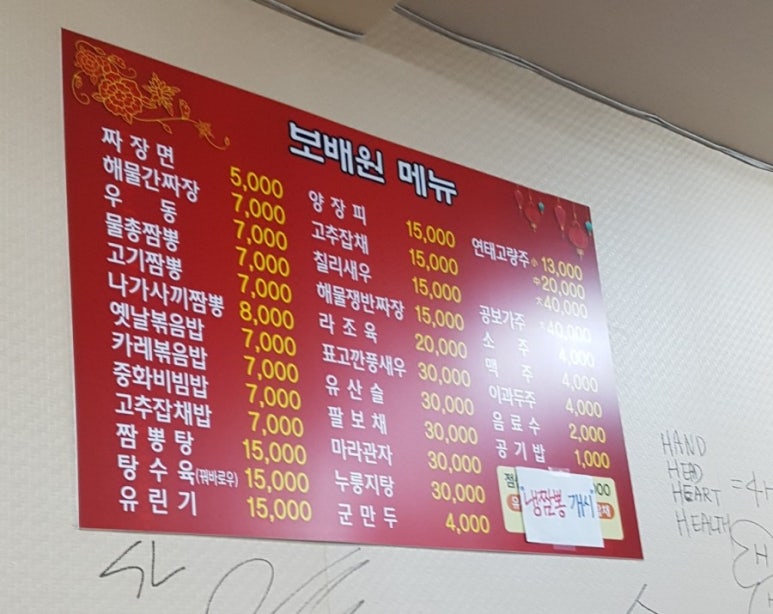 보배원 메뉴
짜장면 5,000
해물간짜장 7,000
우동 7,000
물총짬뽕 7,000
고기짬뽕 7,000
나가사끼짬뽕 8,000
옛날볶음밥 7,000
카레볶음밥 7,000
중화비빔밥 7,000
고추잡채밥 7,000
짬뽕탕 15,000
탕수육(꿔바로우) 15,000
유린기 15,000
양장피 15,000
고추잡채 15,000
칠리새우 15,000
해물쟁반짜장 15,000
라조육 20,000
표고깐풍새우 30,000
유산슬 30,000
팔보채 30,000
마라관자 30,000
누룽지탕 30,000
군만두 4,000
연태고량주 小 13,000
中 20,000
大 40,000
공보가주 大 40,000
소주 4,000
맥주 4,000
이과두주 4,000
음료수 2,000
공기밥 1,000
"냉짬뽕 개시"
HAND
HEAD
HEART =4H
HEALTH